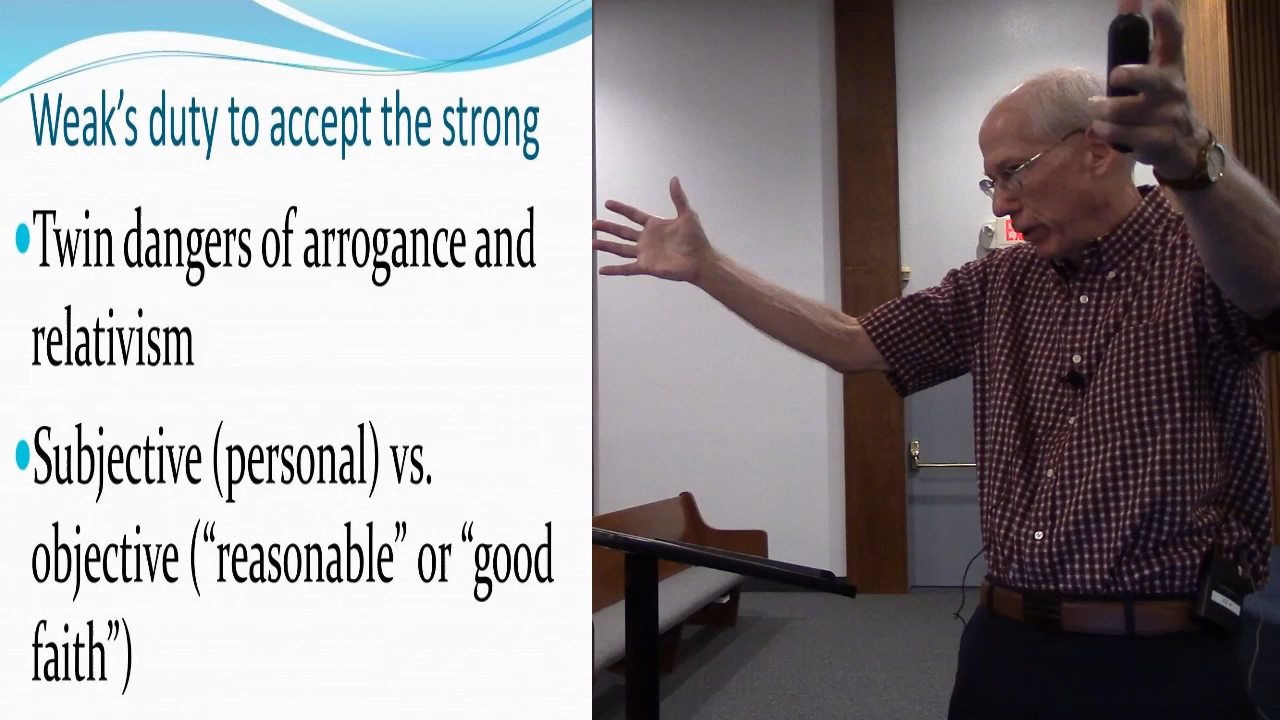 Weak’s duty to accept the strong
•Twin dangers of arrogance and
relativism
•Subjective (personal) vs.
objective (“reasonable” or “good
faith”)